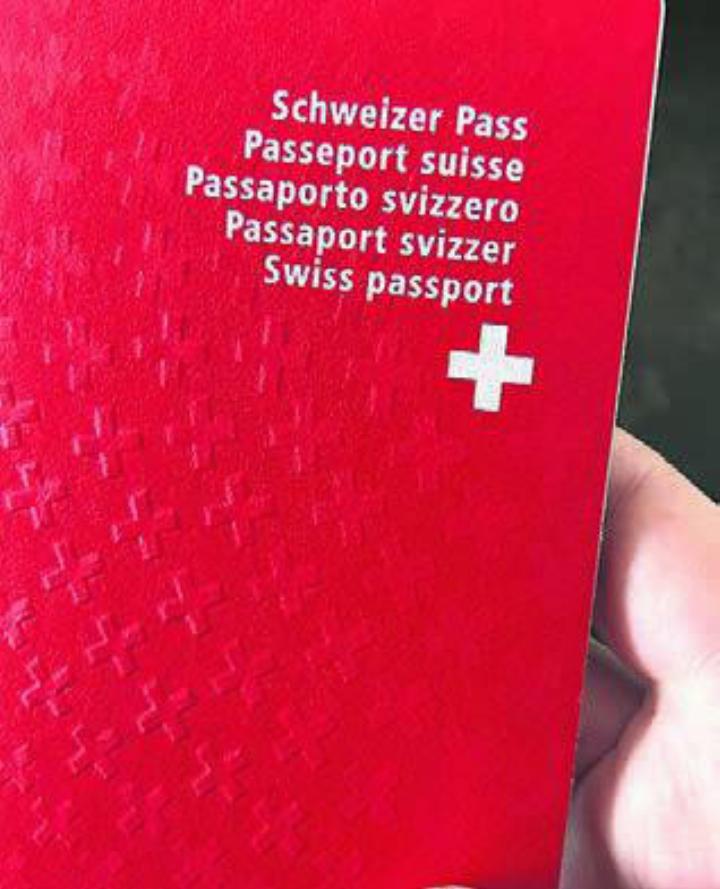 Schweizer Pass
Passeport suisse
Passaporto svizzero
Passaport svizzer
Swiss passport